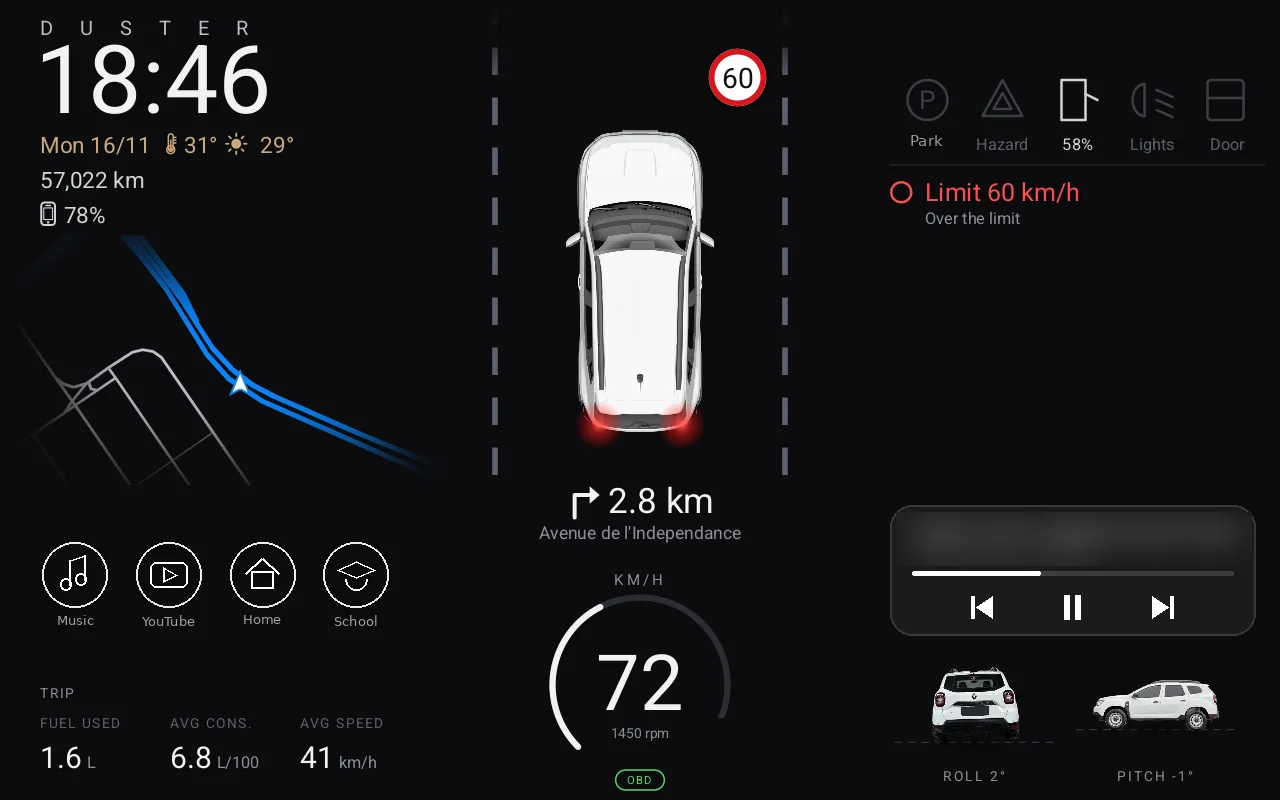 DUSTER
18:46
Mon 16/11 31° 29°
57,022 km
78%
Music YouTube Home School
TRIP
FUEL USED AVG CONS. AVG SPEED
1.6 L 6.8 L/100 41 km/h
60
2.8 km
Avenue de l'Independance
KM/H
72
1450 rpm
OBD
P
Park Hazard 58% Lights Door
Limit 60 km/h
Over the limit
ROLL 2° PITCH -1°